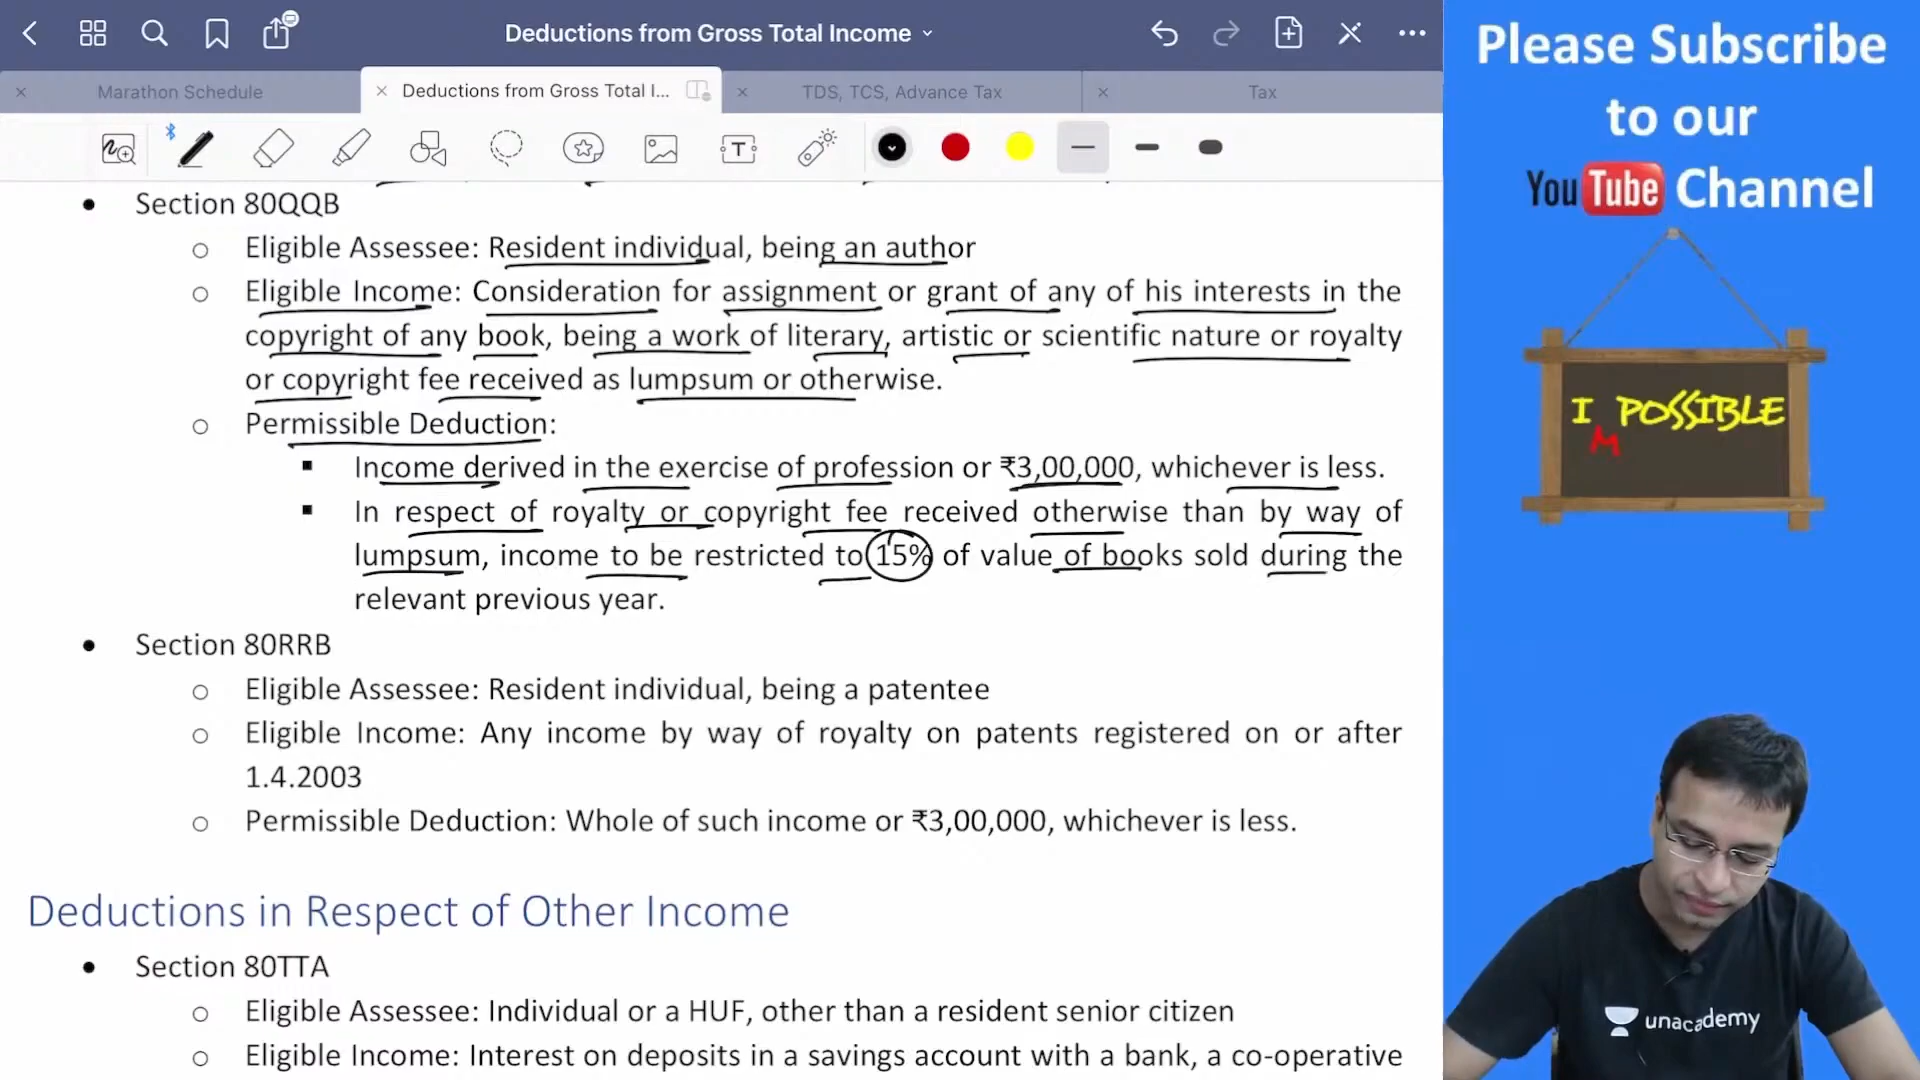 Deductions from Gross Total Income
Marathon Schedule
Deductions from Gross Total I...
TDS, TCS, Advance Tax
Tax
T
• Section 80QQB
o Eligible Assessee: Resident individual, being an author
o Eligible Income: Consideration for assignment or grant of any of his interests in the
copyright of any book, being a work of literary, artistic or scientific nature or royalty
or copyright fee received as lumpsum or otherwise.
o Permissible Deduction:
▪ Income derived in the exercise of profession or ₹3,00,000, whichever is less.
▪ In respect of royalty or copyright fee received otherwise than by way of
lumpsum, income to be restricted to 15% of value of books sold during the
relevant previous year.
• Section 80RRB
o Eligible Assessee: Resident individual, being a patentee
o Eligible Income: Any income by way of royalty on patents registered on or after
1.4.2003
o Permissible Deduction: Whole of such income or ₹3,00,000, whichever is less.
Deductions in Respect of Other Income
• Section 80TTA
o Eligible Assessee: Individual or a HUF, other than a resident senior citizen
o Eligible Income: Interest on deposits in a savings account with a bank, a co-operative
Please Subscribe
to our
YouTube Channel
I POSSIBLE
M
unacademy